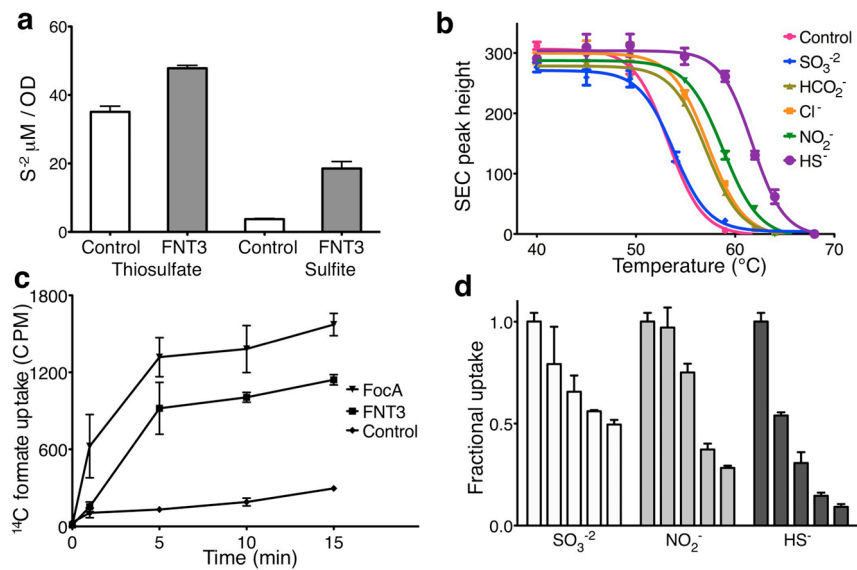 a
60
40
20
0
S⁻² μM / OD
Control FNT3 Control FNT3
Thiosulfate Sulfite
b
300
200
100
0
SEC peak height
40 50 60 70
Temperature (°C)
Control
SO₃⁻²
HCO₂⁻
Cl⁻
NO₂⁻
HS⁻
c
1800
1200
600
0
¹⁴C formate uptake (CPM)
0 5 10 15
Time (min)
FocA
FNT3
Control
d
1.0
0.5
0.0
Fractional uptake
SO₃⁻² NO₂⁻ HS⁻